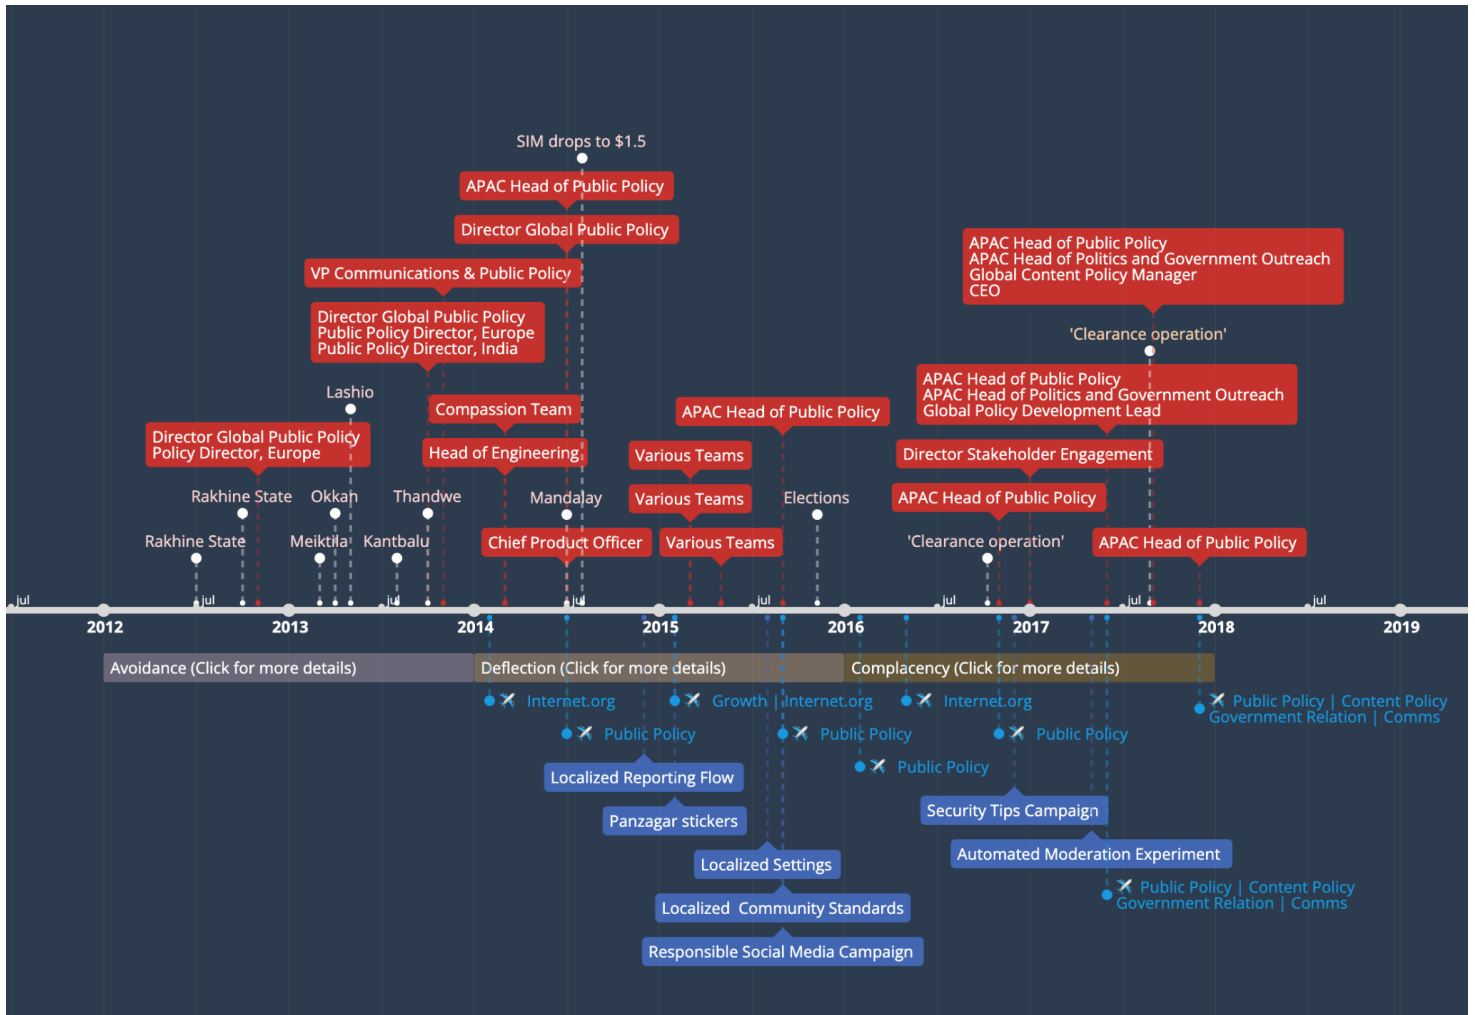 SIM drops to $1.5
APAC Head of Public Policy
Director Global Public Policy
VP Communications & Public Policy
Director Global Public Policy
Public Policy Director, Europe
Public Policy Director, India
APAC Head of Public Policy
APAC Head of Politics and Government Outreach
Global Content Policy Manager
CEO
'Clearance operation'
Lashio
Compassion Team
APAC Head of Public Policy
APAC Head of Public Policy
APAC Head of Politics and Government Outreach
Global Policy Development Lead
Director Global Public Policy
Policy Director, Europe
Head of Engineering
Various Teams
Director Stakeholder Engagement
Rakhine State
Okkan
Thandwe
Mandalay
Various Teams
Elections
APAC Head of Public Policy
Rakhine State
Meiktila
Kantbalu
Chief Product Officer
Various Teams
'Clearance operation'
APAC Head of Public Policy
jul
jul
jul
jul
jul
jul
jul
jul
2012
2013
2014
2015
2016
2017
2018
2019
Avoidance (Click for more details)
Deflection (Click for more details)
Complacency (Click for more details)
Internet.org
Growth | Internet.org
Internet.org
Public Policy | Content Policy
Government Relation | Comms
Public Policy
Public Policy
Public Policy
Public Policy
Localized Reporting Flow
Panzagar stickers
Security Tips Campaign
Localized Settings
Automated Moderation Experiment
Public Policy | Content Policy
Government Relation | Comms
Localized  Community Standards
Responsible Social Media Campaign